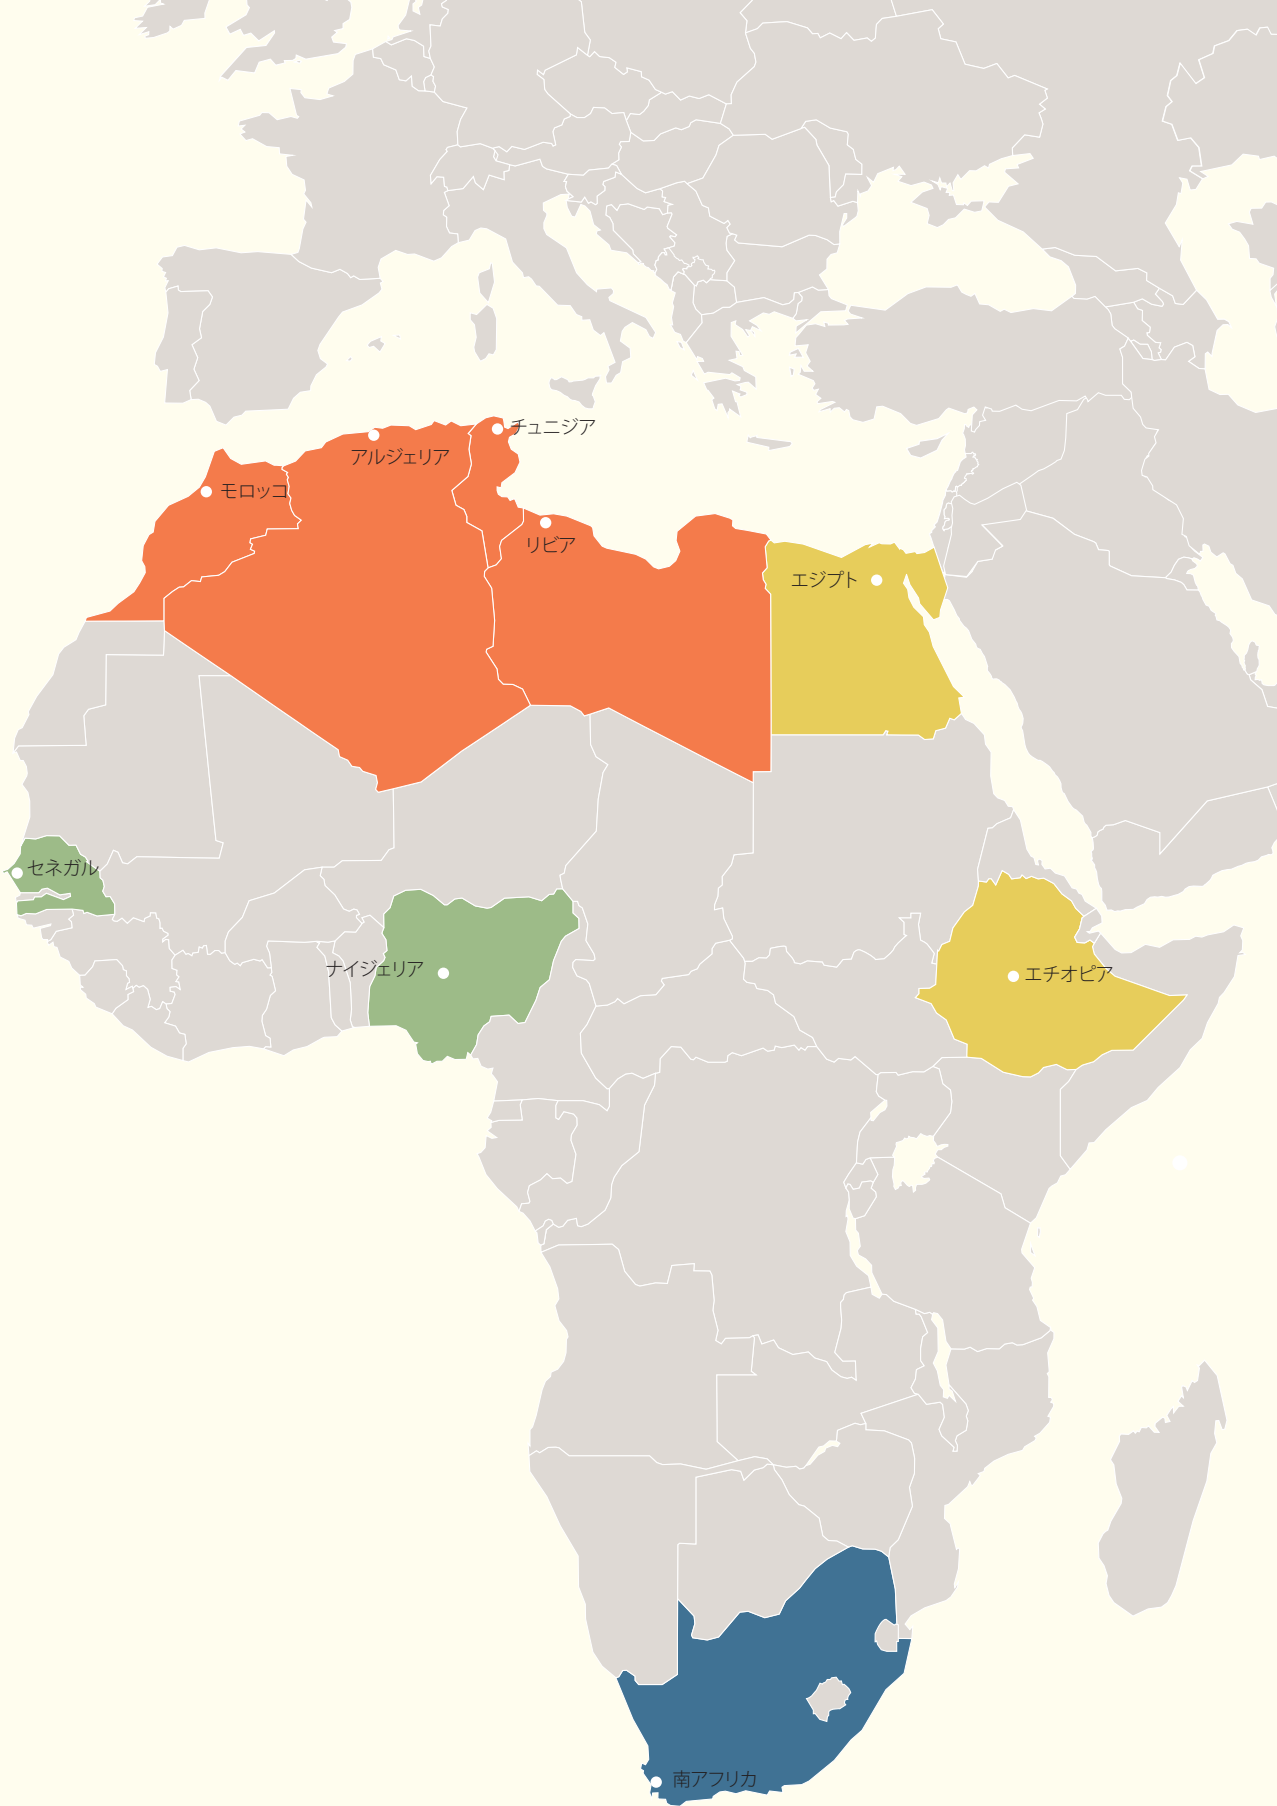 チュニジア
アルジェリア
モロッコ
リビア
エジプト
セネガル
ナイジェリア
エチオピア
南アフリカ